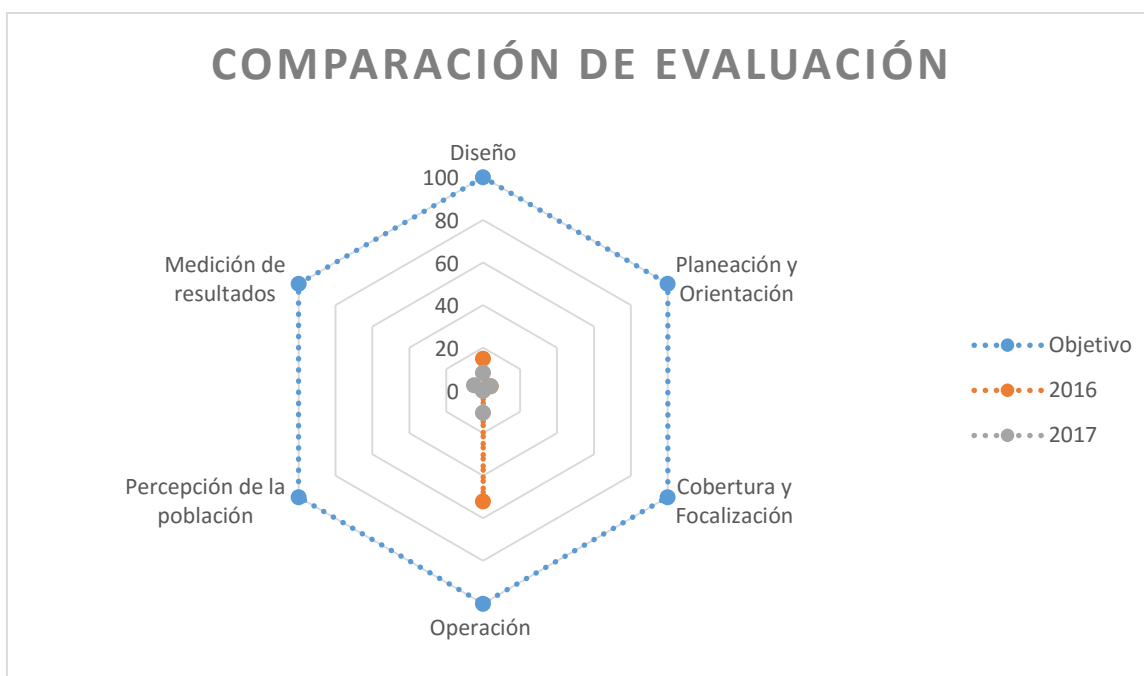 COMPARACIÓN DE EVALUACIÓN
Diseño
100
80
60
40
20
0
Planeación y
Orientación
Cobertura y
Focalización
Operación
Percepción de la
población
Medición de
resultados
Objetivo
2016
2017